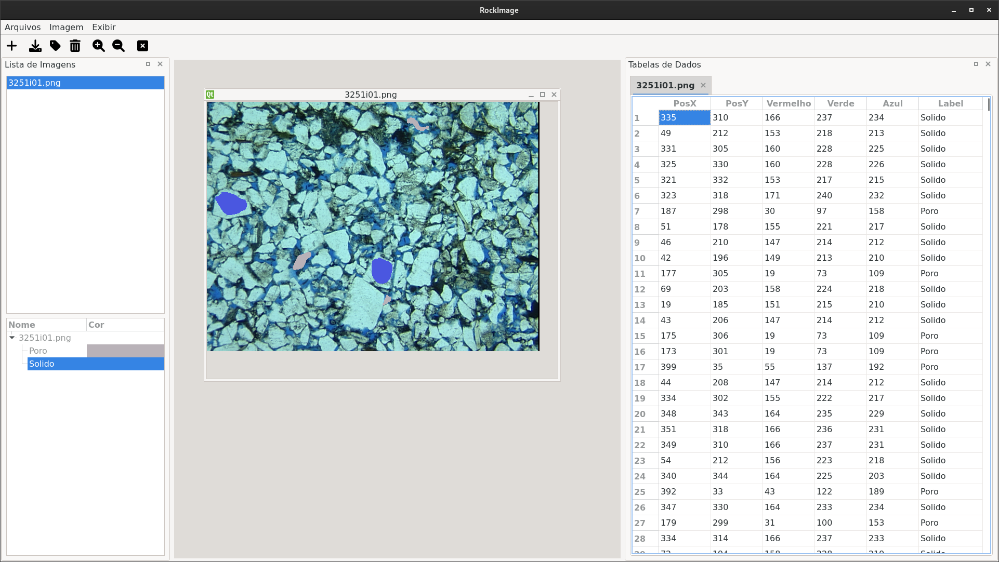 RockImage
Arquivos Imagem Exibir
Lista de Imagens
3251i01.png
Nome Cor
3251i01.png
Poro
Solido
Qt 3251i01.png
Tabelas de Dados
3251i01.png
PosX PosY Vermelho Verde Azul Label
1 335 310 166 237 234 Solido
2 49 212 153 218 213 Solido
3 331 305 160 228 225 Solido
4 325 330 160 228 226 Solido
5 321 332 153 217 215 Solido
6 323 318 171 240 232 Solido
7 187 298 30 97 158 Poro
8 51 178 155 221 217 Solido
9 46 210 147 214 212 Solido
10 42 196 149 213 210 Solido
11 177 305 19 73 109 Poro
12 69 203 158 224 218 Solido
13 19 185 151 215 210 Solido
14 43 206 147 214 212 Solido
15 175 306 19 73 109 Poro
16 173 301 19 73 109 Poro
17 399 35 55 137 192 Poro
18 44 208 147 214 212 Solido
19 334 302 155 222 217 Solido
20 348 343 164 235 229 Solido
21 351 318 166 236 231 Solido
22 349 310 166 237 231 Solido
23 54 212 156 223 218 Solido
24 340 344 164 225 203 Solido
25 392 33 43 122 189 Poro
26 347 330 164 233 234 Solido
27 179 299 31 100 153 Poro
28 334 314 166 237 233 Solido